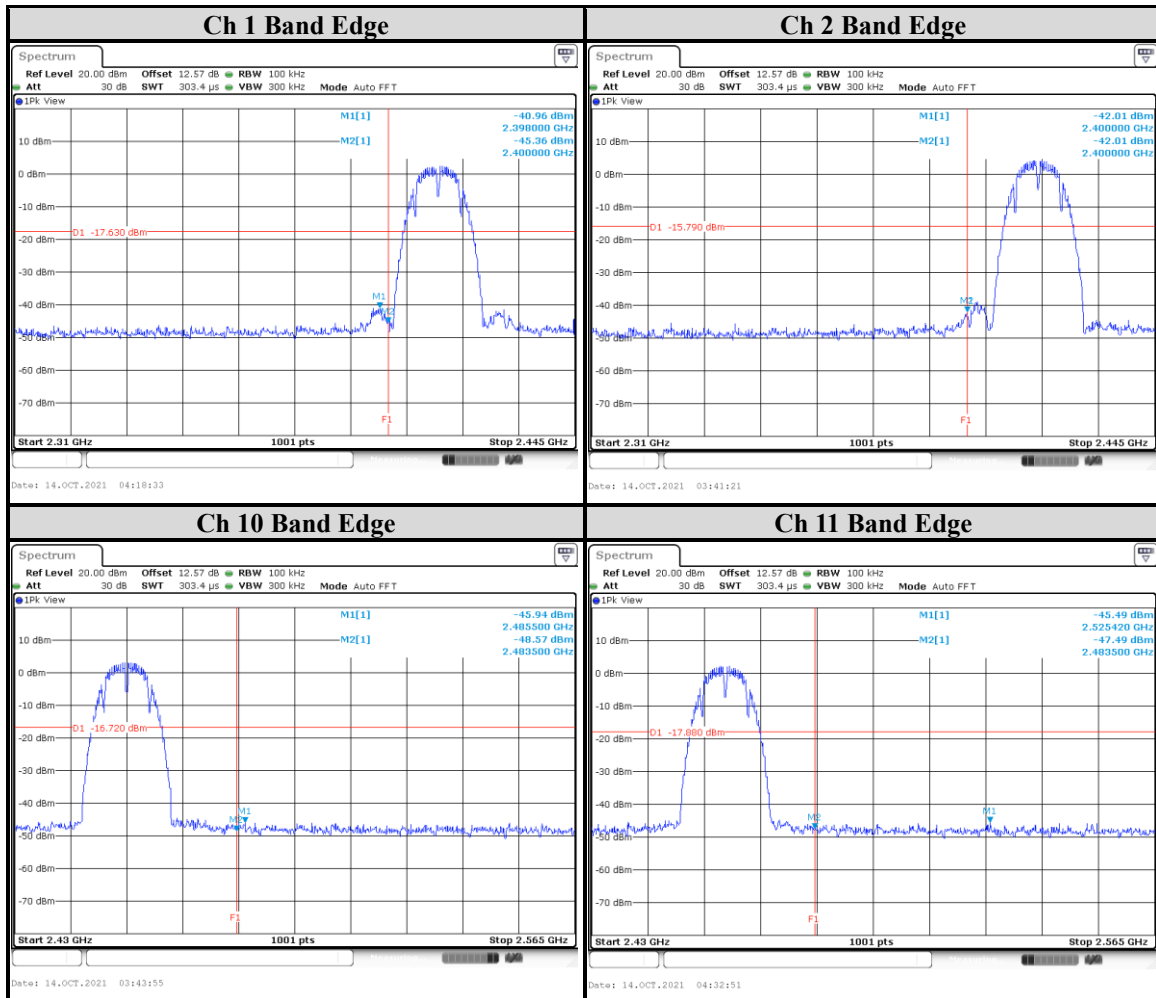 Ch 1 Band Edge
Spectrum
Ref Level 20.00 dBm Offset 12.57 dB RBW 100 kHz
Att 30 dB SWT 303.4 µs VBW 300 kHz Mode Auto FFT
1Pk View
M1[1] -40.96 dBm
2.398000 GHz
M2[1] -45.36 dBm
2.400000 GHz
10 dBm
0 dBm
-10 dBm
D1 -17.630 dBm
-20 dBm
-30 dBm
M1
-40 dBm
M2
-50 dBm
-60 dBm
-70 dBm
F1
Start 2.31 GHz 1001 pts Stop 2.445 GHz
Date: 14.OCT.2021 04:18:33
Ch 2 Band Edge
Spectrum
Ref Level 20.00 dBm Offset 12.57 dB RBW 100 kHz
Att 30 dB SWT 303.4 µs VBW 300 kHz Mode Auto FFT
1Pk View
M1[1] -42.01 dBm
2.400000 GHz
M2[1] -42.01 dBm
2.400000 GHz
10 dBm
0 dBm
-10 dBm
D1 -15.790 dBm
-20 dBm
-30 dBm
M2
-40 dBm
-50 dBm
-60 dBm
-70 dBm
F1
Start 2.31 GHz 1001 pts Stop 2.445 GHz
Date: 14.OCT.2021 03:41:21
Ch 10 Band Edge
Spectrum
Ref Level 20.00 dBm Offset 12.57 dB RBW 100 kHz
Att 30 dB SWT 303.4 µs VBW 300 kHz Mode Auto FFT
1Pk View
M1[1] -45.94 dBm
2.485500 GHz
M2[1] -48.57 dBm
2.483500 GHz
10 dBm
0 dBm
-10 dBm
D1 -16.720 dBm
-20 dBm
-30 dBm
-40 dBm
M1
M2
-50 dBm
-60 dBm
-70 dBm
F1
Start 2.43 GHz 1001 pts Stop 2.565 GHz
Date: 14.OCT.2021 03:43:55
Ch 11 Band Edge
Spectrum
Ref Level 20.00 dBm Offset 12.57 dB RBW 100 kHz
Att 30 dB SWT 303.4 µs VBW 300 kHz Mode Auto FFT
1Pk View
M1[1] -45.49 dBm
2.525420 GHz
M2[1] -47.49 dBm
2.483500 GHz
10 dBm
0 dBm
-10 dBm
D1 -17.880 dBm
-20 dBm
-30 dBm
-40 dBm
M2 M1
-50 dBm
-60 dBm
-70 dBm
F1
Start 2.43 GHz 1001 pts Stop 2.565 GHz
Date: 14.OCT.2021 04:32:51